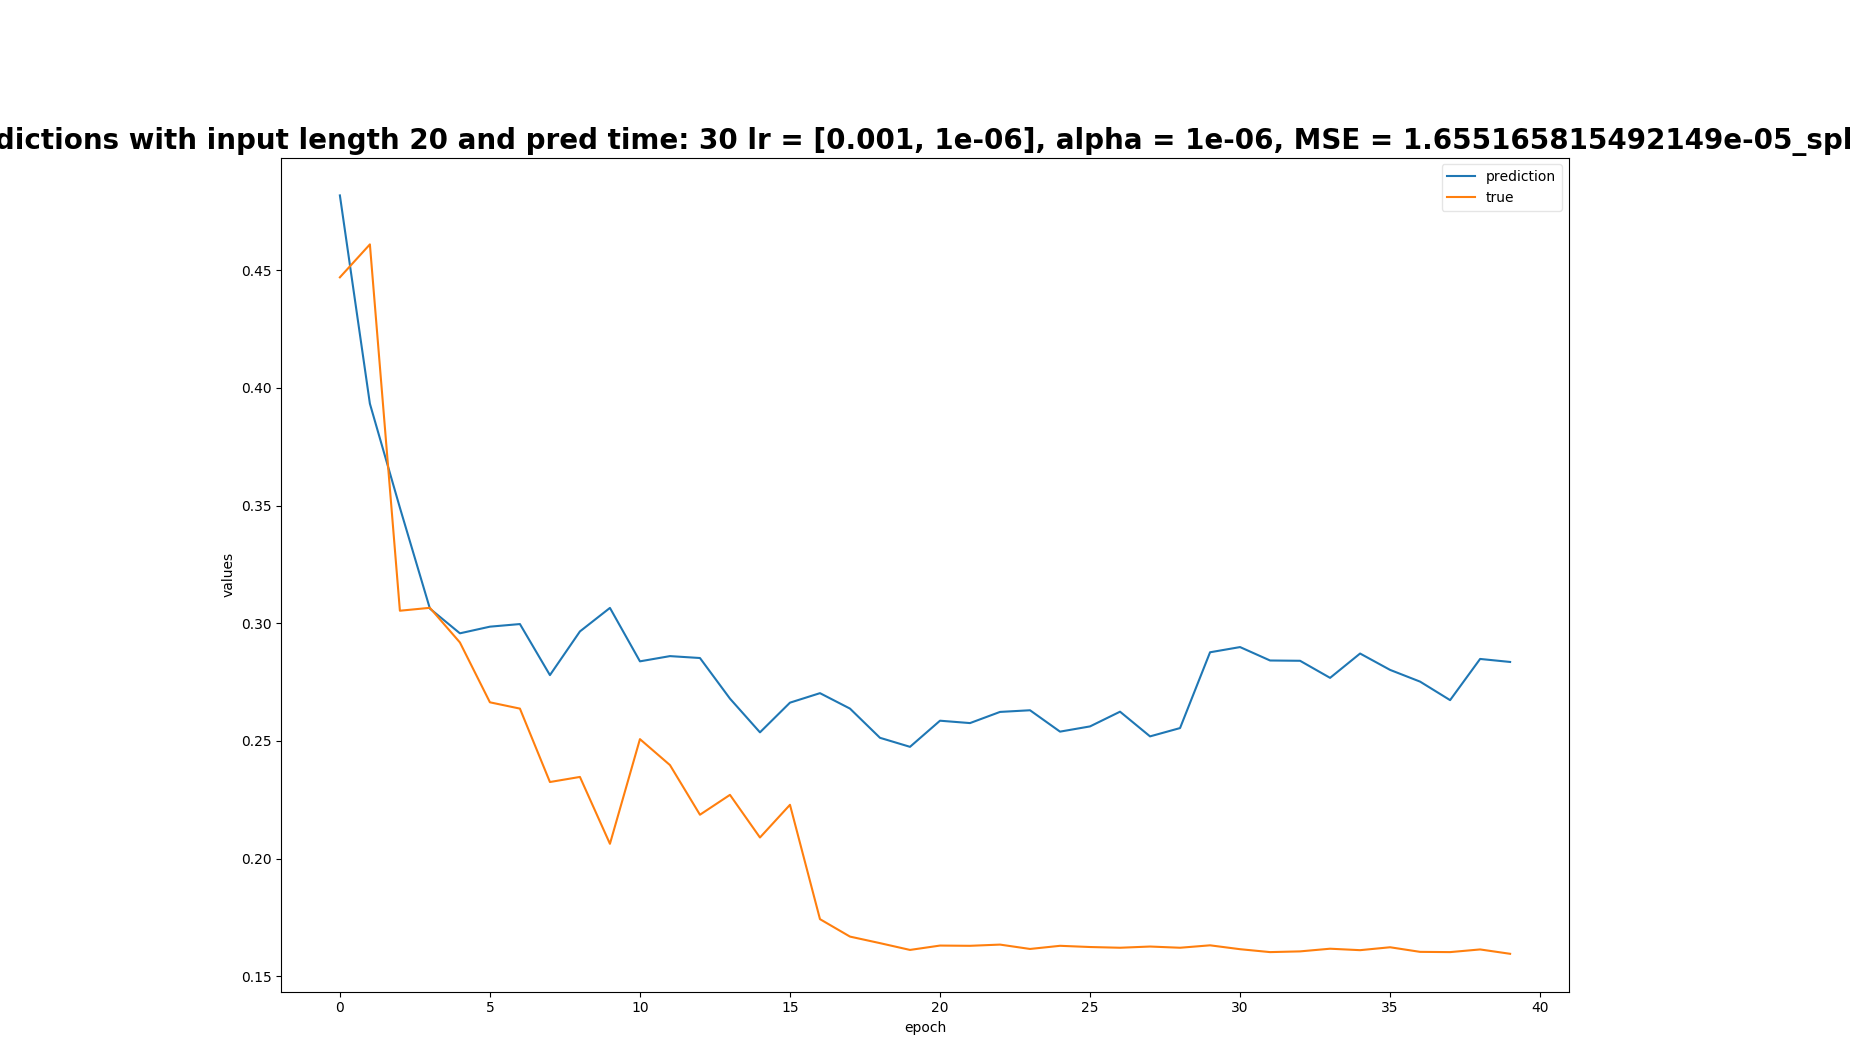 dictions with input length 20 and pred time: 30 lr = [0.001, 1e-06], alpha = 1e-06, MSE = 1.655165815492149e-05_spl
prediction
true
0.45
0.40
0.35
0.30
0.25
0.20
0.15
values
0 5 10 15 20 25 30 35 40
epoch